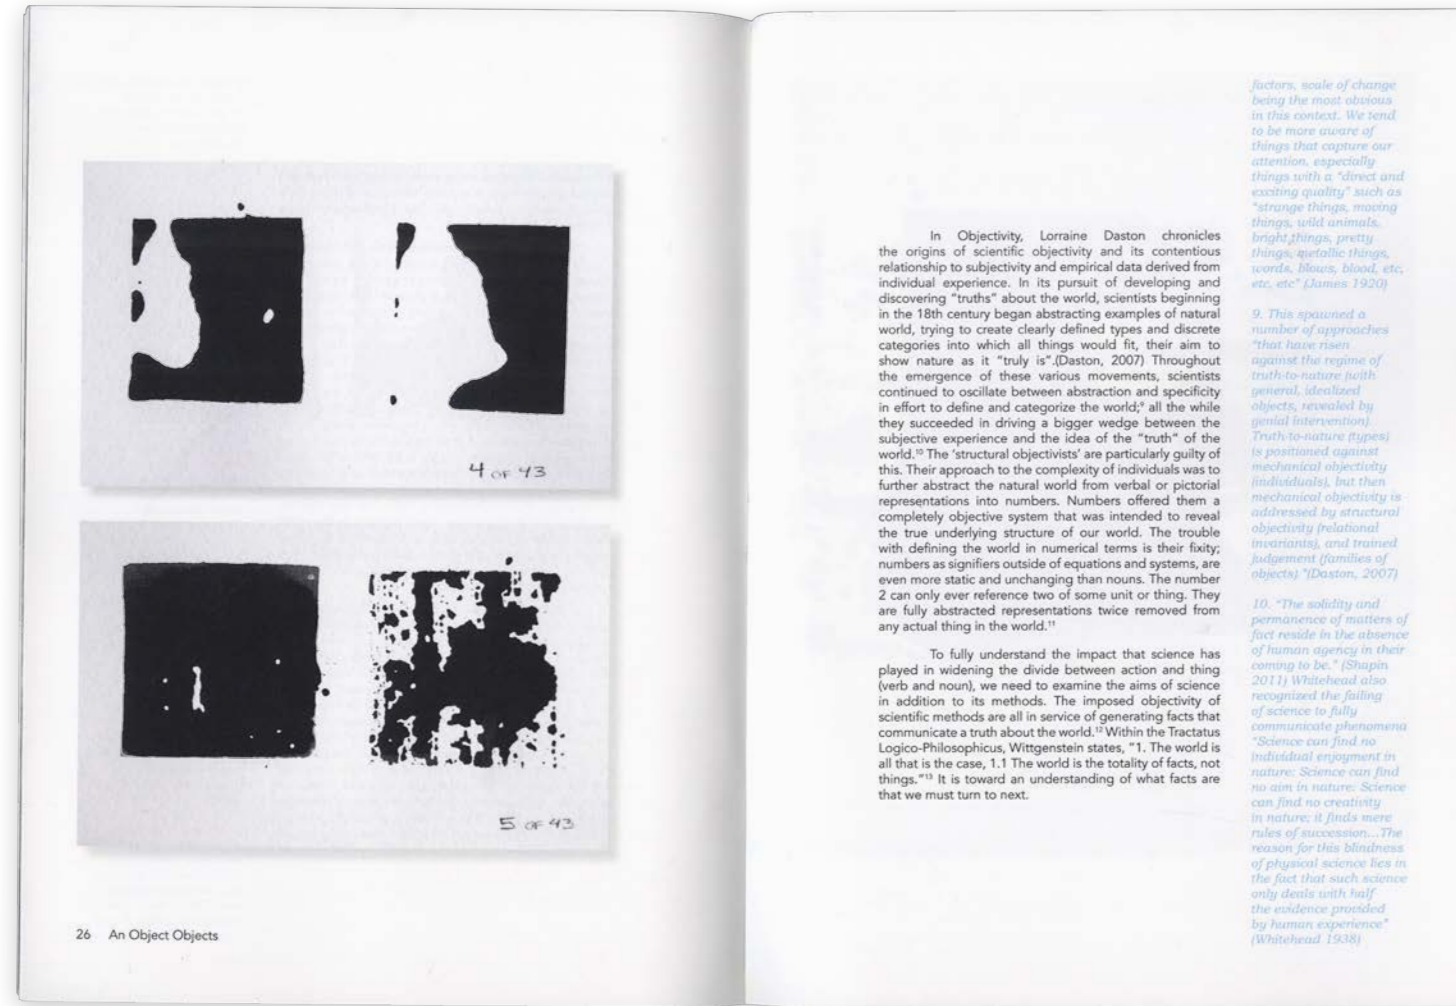 4 OF 43
5 OF 43
26 An Object Objects
In Objectivity, Lorraine Daston chronicles
the origins of scientific objectivity and its contentious
relationship to subjectivity and empirical data derived from
individual experience. In its pursuit of developing and
discovering "truths" about the world, scientists beginning
in the 18th century began abstracting examples of natural
world, trying to create clearly defined types and discrete
categories into which all things would fit, their aim to
show nature as it "truly is".(Daston, 2007) Throughout
the emergence of these various movements, scientists
continued to oscillate between abstraction and specificity
in effort to define and categorize the world;⁹ all the while
they succeeded in driving a bigger wedge between the
subjective experience and the idea of the "truth" of the
world.¹⁰ The 'structural objectivists' are particularly guilty of
this. Their approach to the complexity of individuals was to
further abstract the natural world from verbal or pictorial
representations into numbers. Numbers offered them a
completely objective system that was intended to reveal
the true underlying structure of our world. The trouble
with defining the world in numerical terms is their fixity;
numbers as signifiers outside of equations and systems, are
even more static and unchanging than nouns. The number
2 can only ever reference two of some unit or thing. They
are fully abstracted representations twice removed from
any actual thing in the world.¹¹
To fully understand the impact that science has
played in widening the divide between action and thing
(verb and noun), we need to examine the aims of science
in addition to its methods. The imposed objectivity of
scientific methods are all in service of generating facts that
communicate a truth about the world.¹² Within the Tractatus
Logico-Philosophicus, Wittgenstein states, "1. The world is
all that is the case, 1.1 The world is the totality of facts, not
things."¹³ It is toward an understanding of what facts are
that we must turn to next.
factors, scale of change
being the most obvious
in this context. We tend
to be more aware of
things that capture our
attention, especially
things with a "direct and
exciting quality" such as
"strange things, moving
things, wild animals,
bright things, pretty
things, metallic things,
words, blows, blood, etc,
etc, etc" (James 1920)
9. This spawned a
number of approaches
"that have risen
against the regime of
truth-to-nature (with
general, idealized
objects, revealed by
genial intervention).
Truth-to-nature (types)
is positioned against
mechanical objectivity
(individuals), but then
mechanical objectivity is
addressed by structural
objectivity (relational
invariants), and trained
judgement (families of
objects)."(Daston, 2007)
10. "The solidity and
permanence of matters of
fact reside in the absence
of human agency in their
coming to be." (Shapin
2011) Whitehead also
recognized the failing
of science to fully
communicate phenomena
"Science can find no
individual enjoyment in
nature: Science can find
no aim in nature: Science
can find no creativity
in nature; it finds mere
rules of succession...The
reason for this blindness
of physical science lies in
the fact that such science
only deals with half
the evidence provided
by human experience"
(Whitehead 1938)